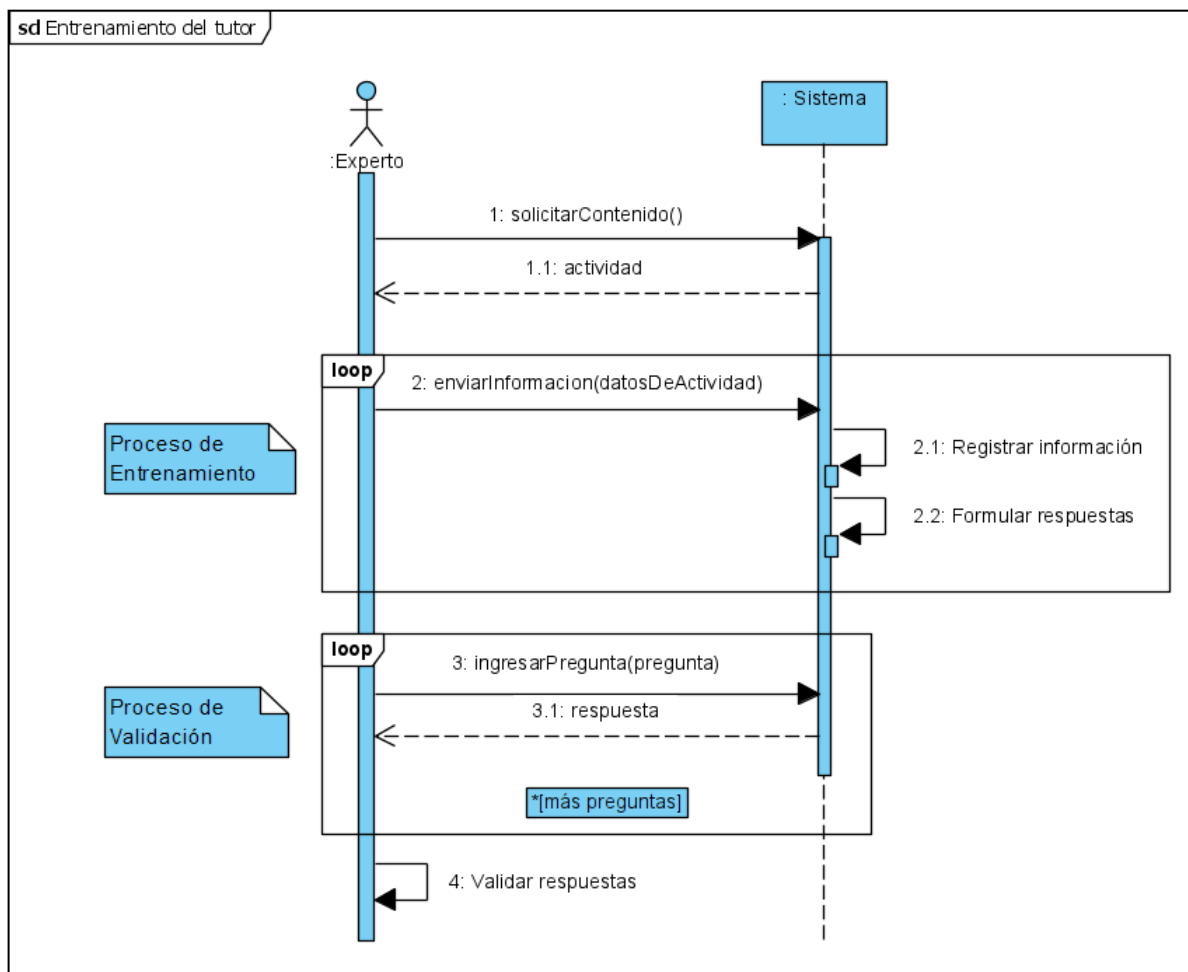 sd Entrenamiento del tutor
: Sistema
:Experto
1: solicitarContenido()
1.1: actividad
loop
2: enviarInformacion(datosDeActividad)
Proceso de
Entrenamiento
2.1: Registrar información
2.2: Formular respuestas
loop
3: ingresarPregunta(pregunta)
Proceso de
Validación
3.1: respuesta
*[más preguntas]
4: Validar respuestas